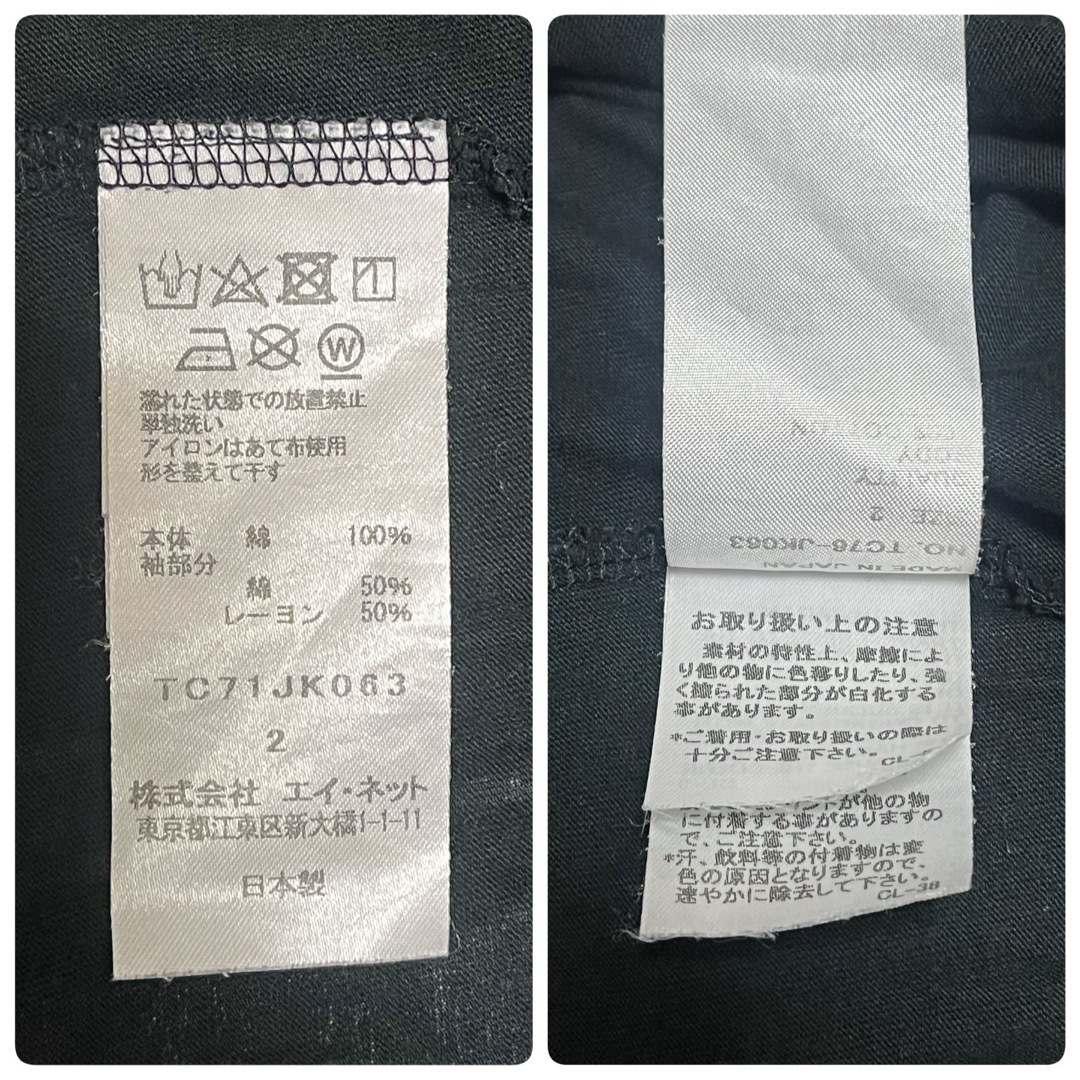 1
W
濡れた状態での放置禁止
単独洗い
アイロンはあて布使用
形を整えて干す
本体 綿 100%
袖部分
綿 50%
レーヨン 50%
TC71JK063
2
株式会社 エイ・ネット
東京都江東区新大橋1-1-11
日本製
2
NO. TC76-JK063
MADE IN JAPAN
お取り扱い上の注意
素材の特性上、摩擦によ
り他の物に色移りしたり、強
く擦られた部分が白化する
事があります。
*ご着用・お取り扱いの際は
十分ご注意下さい。
が他の物
に付着する事がありますの
で、ご注意下さい。
*汗、飲料等の付着物は変
色の原因となりますので、
速やかに除去して下さい。
CL-38